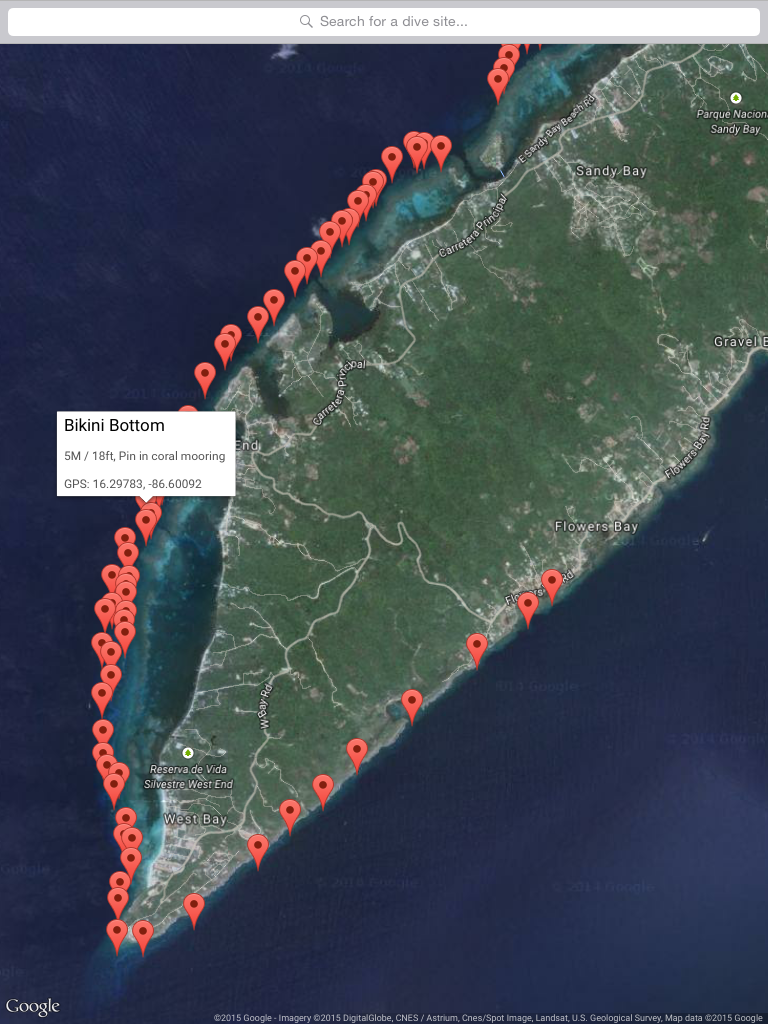 Search for a dive site...
© 2014 Google
Parque Nacion
Sandy Bay
E Sandy Bay Beach Rd
Sandy Bay
Carretera Principal
Gravel B
Carretera Principal
Bikini Bottom
5M / 18ft, Pin in coral mooring
GPS: 16.29783, -86.60092
End
Flowers Bay Rd
Flowers Bay
2014 Google
Rd
2014 Google
© 2014 Goog
W Bay Rd
Reserva de Vida
Silvestre West End
West Bay
Google
© 2014 Google
© 2014 Google
Google
©2015 Google - Imagery ©2015 DigitalGlobe, CNES / Astrium, Cnes/Spot Image, Landsat, U.S. Geological Survey, Map data ©2015 Google